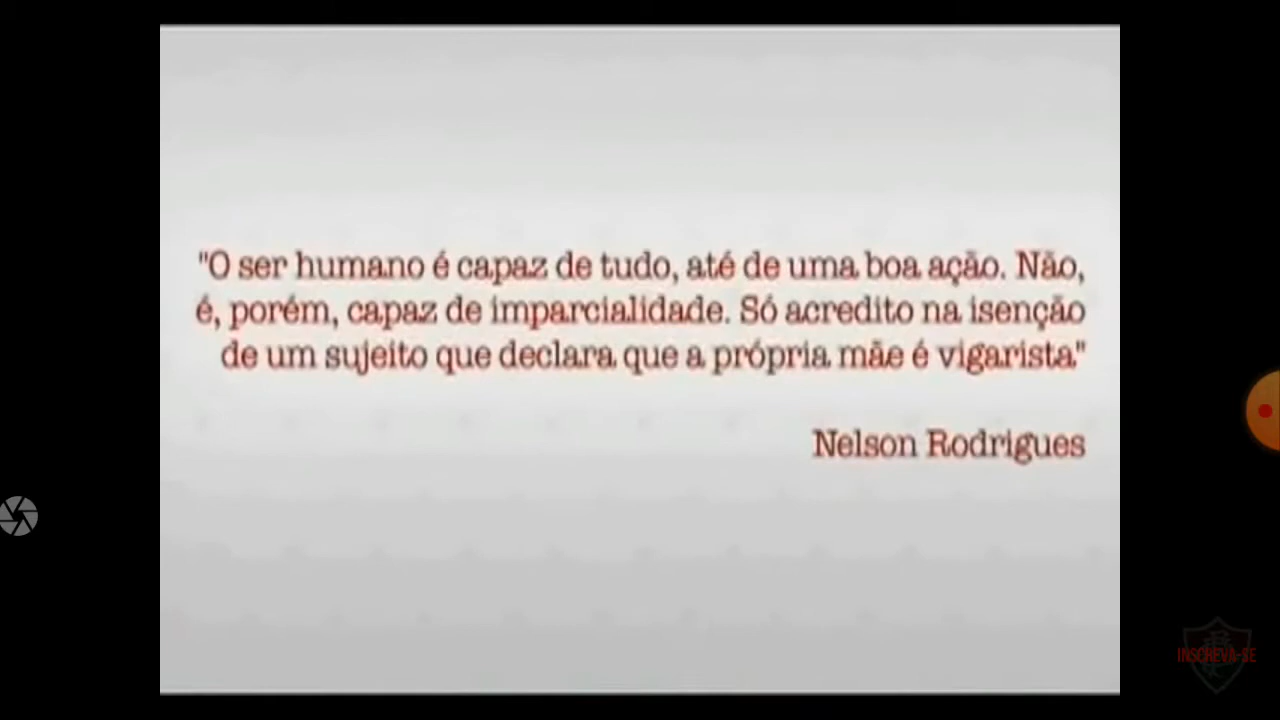 "O ser humano é capaz de tudo, até de uma boa ação. Não,
é, porém, capaz de imparcialidade. Só acredito na isenção
de um sujeito que declara que a própria mãe é vigarista"
Nelson Rodrigues
INSCREVA-SE